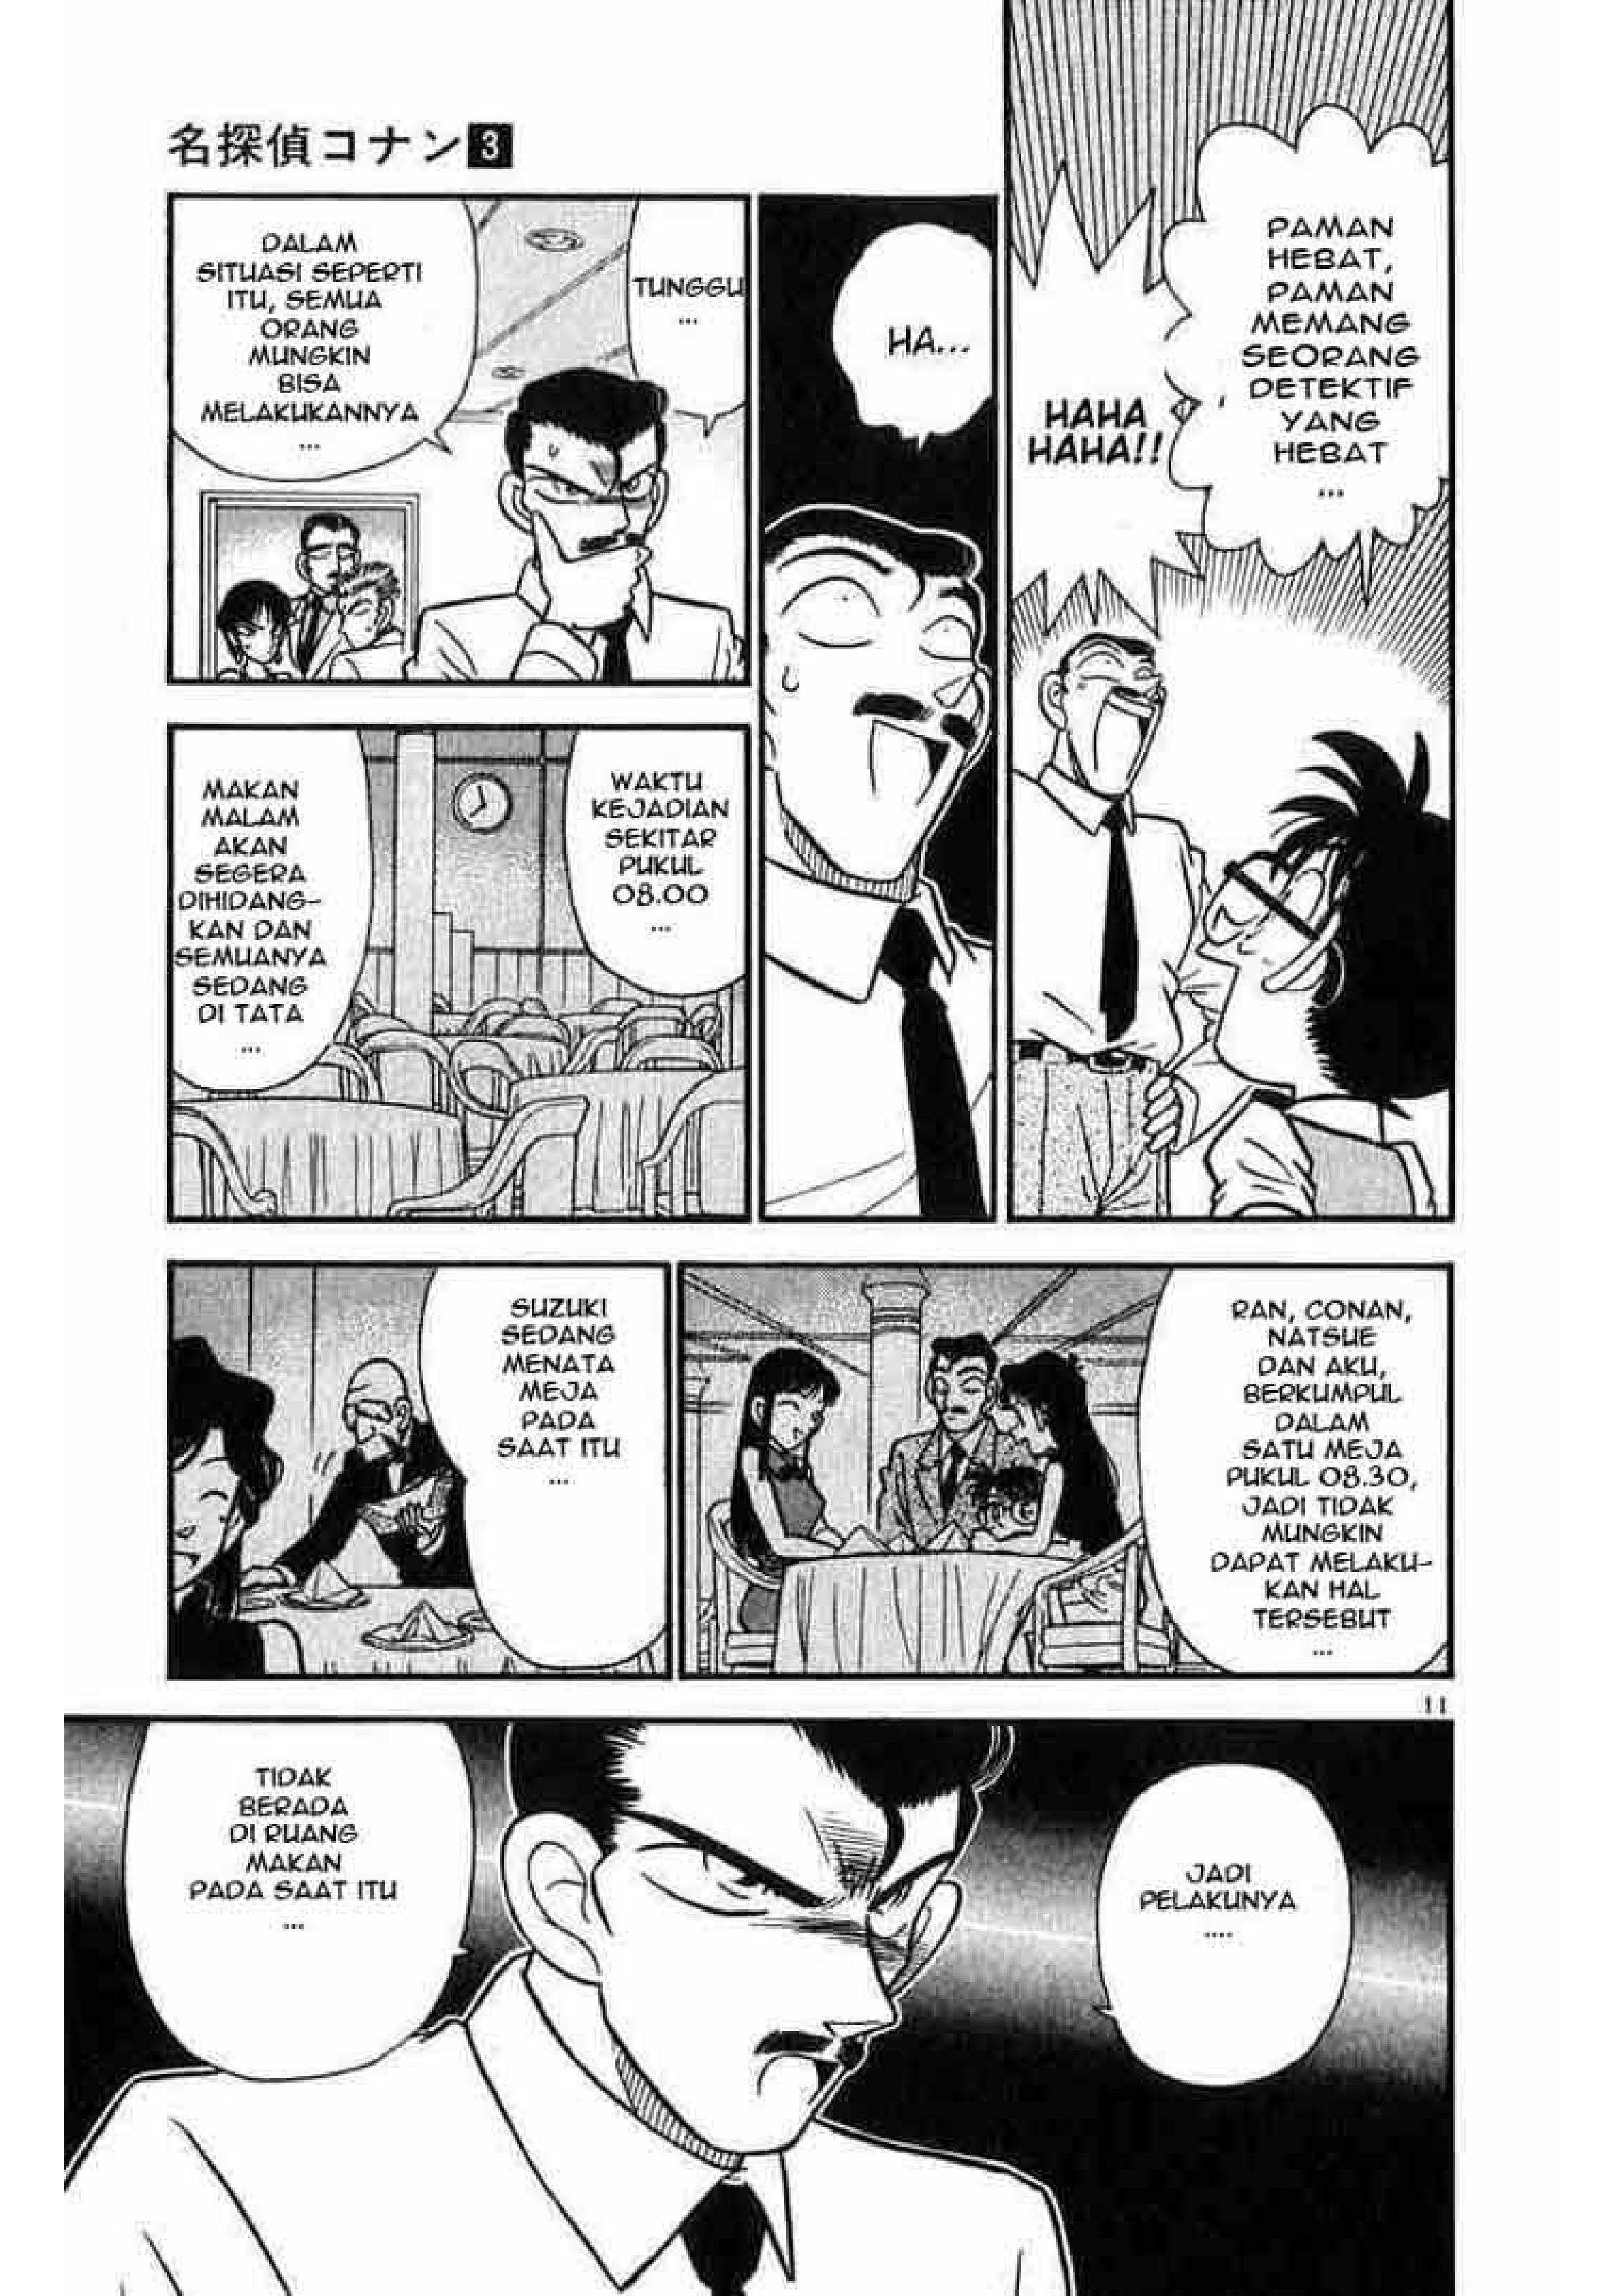 名探偵コナン3
PAMAN
HEBAT,
PAMAN
MEMANG
SEORANG
DETEKTIF
YANG
HEBAT
...
HAHA
HAHA!!
HA...
TUNGGU
...
DALAM
SITUASI SEPERTI
ITU, SEMUA
ORANG
MUNGKIN
BISA
MELAKUKANNYA
...
WAKTU
KEJADIAN
SEKITAR
PUKUL
08.00
...
MAKAN
MALAM
AKAN
SEGERA
DIHIDANG-
KAN DAN
SEMUANYA
SEDANG
DI TATA
...
RAN, CONAN,
NATSUE
DAN AKU,
BERKUMPUL
DALAM
SATU MEJA
PUKUL 08.30,
JADI TIDAK
MUNGKIN
DAPAT MELAKU-
KAN HAL
TERSEBUT
...
SUZUKI
SEDANG
MENATA
MEJA
PADA
SAAT ITU
...
11
JADI
PELAKUNYA
....
TIDAK
BERADA
DI RUANG
MAKAN
PADA SAAT ITU
...